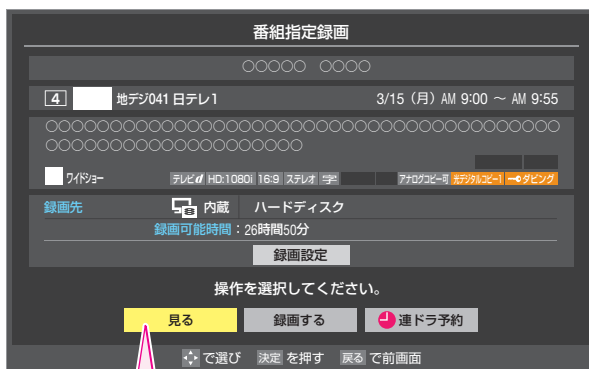 番組指定録画
○○○○○ ○○○○
4 地デジ041 日テレ1 3/15（月）AM 9:00 ～ AM 9:55
○○○○○○○○○○○○○○○○○○○○○○○○○○○○○○
○○○○○○○○○○○○○○○
ワイドショー テレビd HD:1080i 16:9 ステレオ 字 アナログコピー可 光デジタルコピー1 ダビング
録画先 内蔵 ハードディスク
録画可能時間：26時間50分
録画設定
操作を選択してください。
見る 録画する 連ドラ予約
で選び 決定 を押す 戻る で前画面